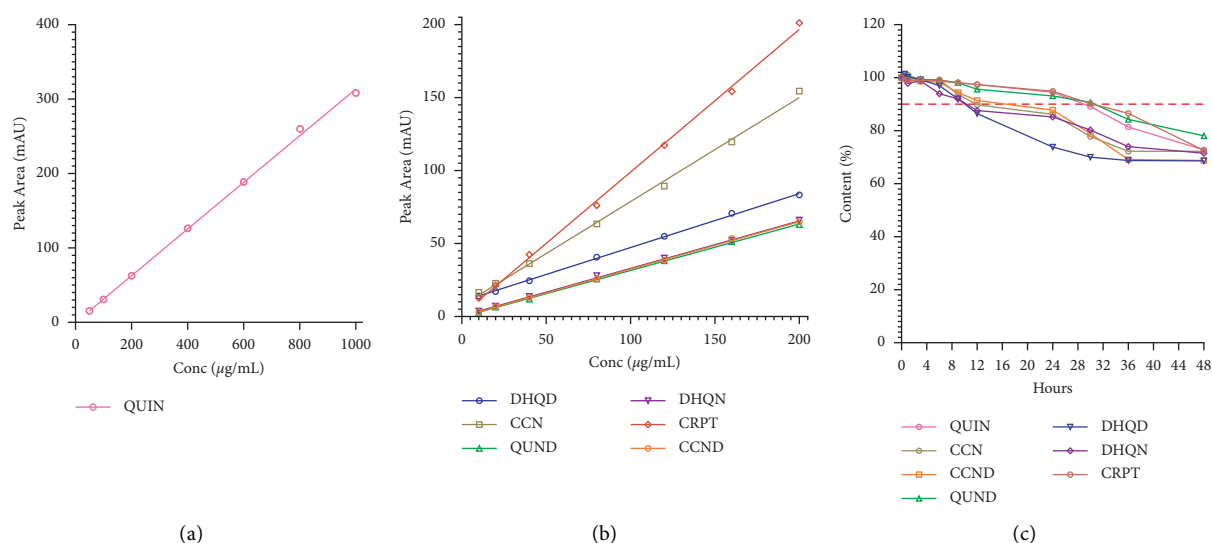 400
300
200
100
0
Peak Area (mAU)
0 200 400 600 800 1000
Conc (µg/mL)
QUIN
(a)
200
150
100
50
0
Peak Area (mAU)
0 50 100 150 200
Conc (µg/mL)
DHQD DHQN
CCN CRPT
QUND CCND
(b)
120
100
80
60
40
20
0
Content (%)
0 4 8 12 16 20 24 28 32 36 40 44 48
Hours
QUIN DHQD
CCN DHQN
CCND CRPT
QUND
(c)